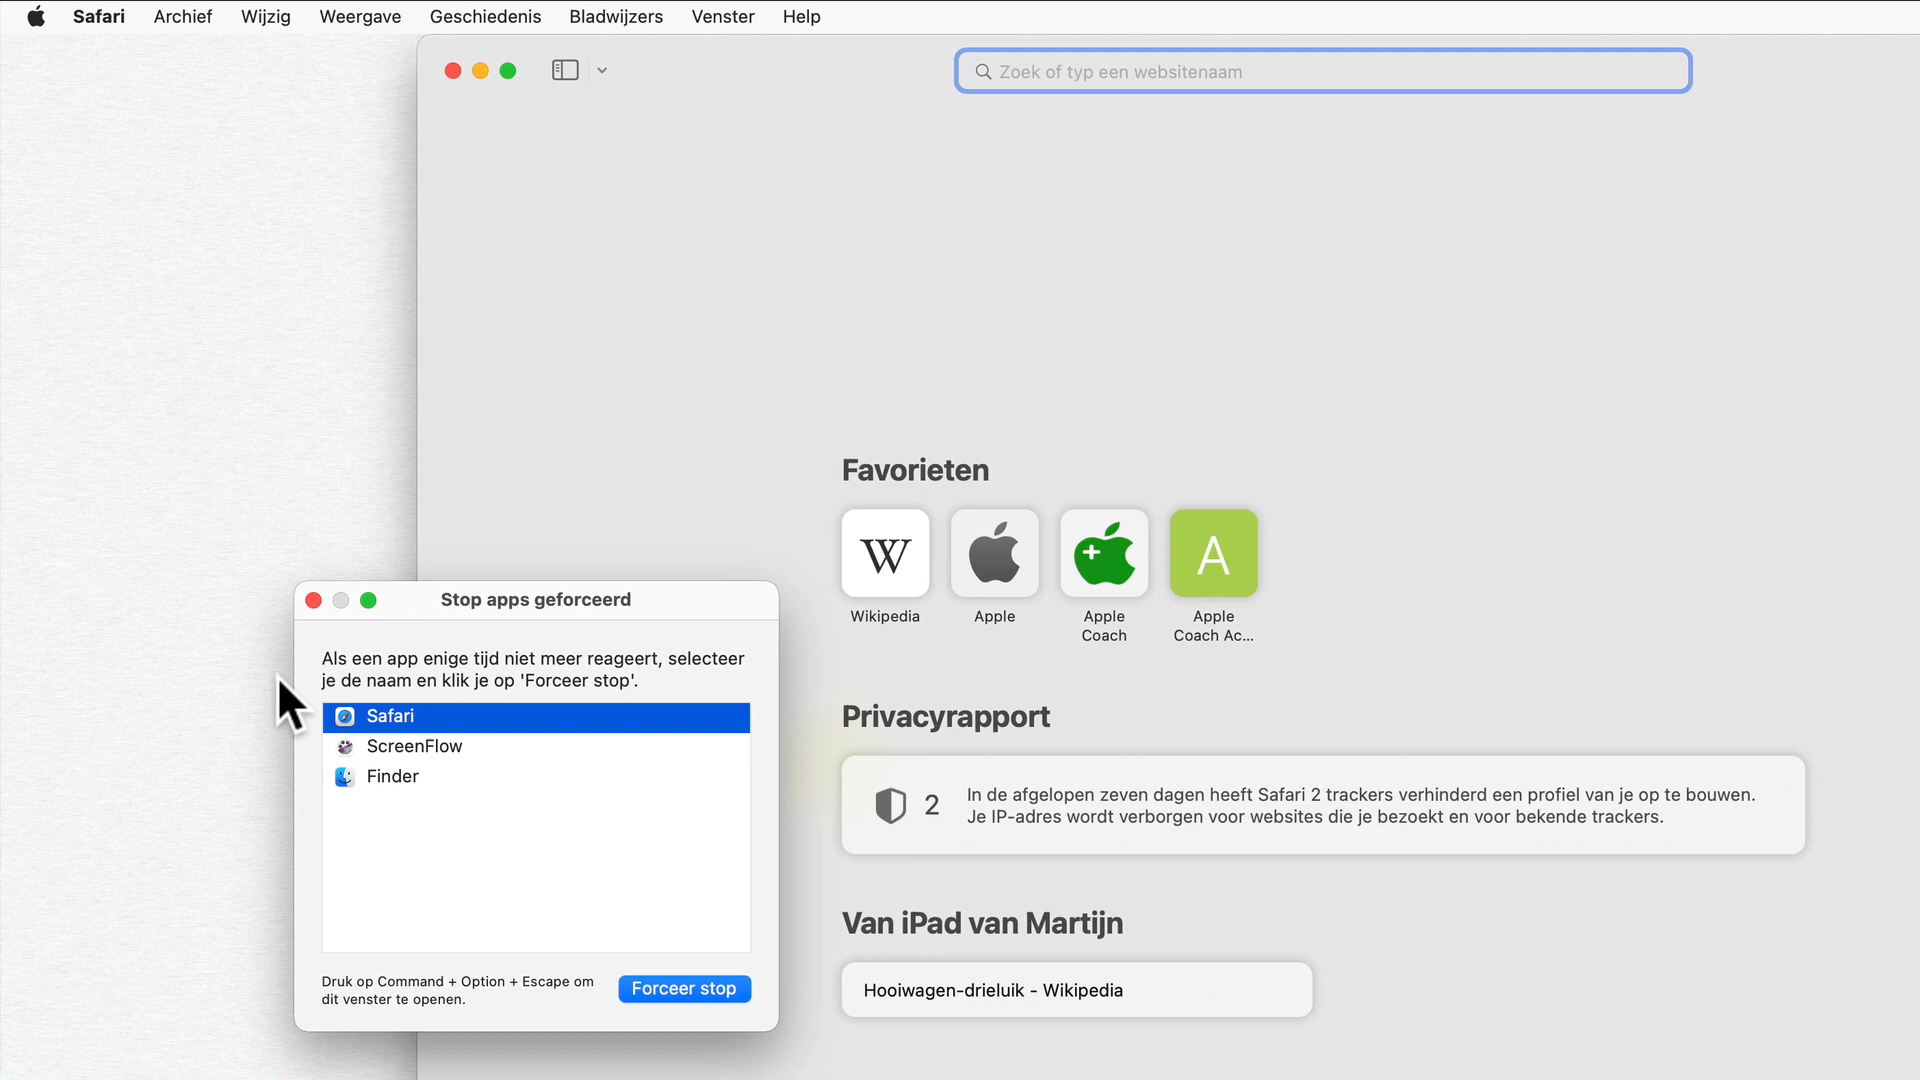 Safari Archief Wijzig Weergave Geschiedenis Bladwijzers Venster Help
Zoek of typ een websitenaam
Favorieten
W
A
Wikipedia
Apple
Apple
Coach
Apple
Coach Ac...
Stop apps geforceerd
Als een app enige tijd niet meer reageert, selecteer
je de naam en klik je op 'Forceer stop'.
Safari
ScreenFlow
Finder
Druk op Command + Option + Escape om
dit venster te openen.
Forceer stop
Privacyrapport
2
In de afgelopen zeven dagen heeft Safari 2 trackers verhinderd een profiel van je op te bouwen.
Je IP-adres wordt verborgen voor websites die je bezoekt en voor bekende trackers.
Van iPad van Martijn
Hooiwagen-drieluik - Wikipedia